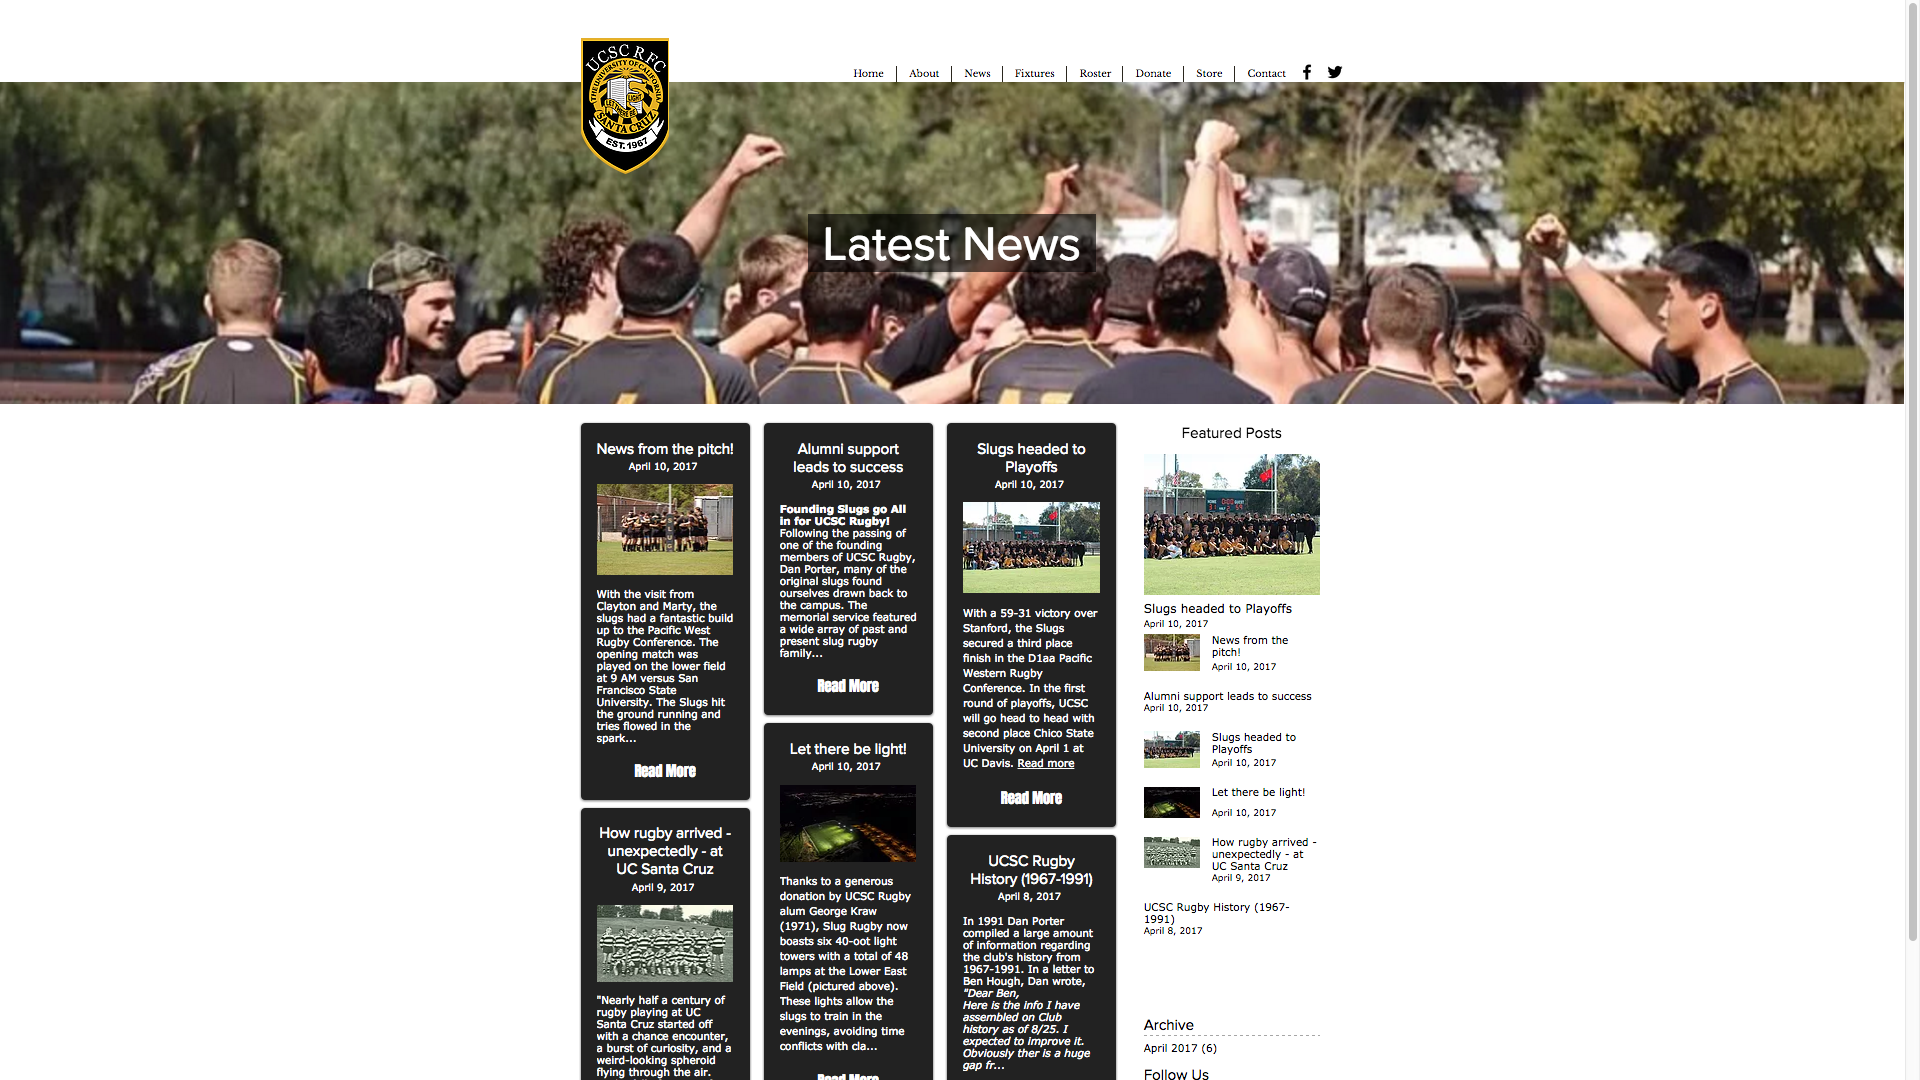 UCSC RFC
THE UNIVERSITY OF CALIFORNIA
SANTA CRUZ
EST. 1967
Home
About
News
Fixtures
Roster
Donate
Store
Contact
Latest News
News from the pitch!
April 10, 2017
With the visit from
Clayton and Marty, the
slugs had a fantastic build
up to the Pacific West
Rugby Conference. The
opening match was
played on the lower field
at 9 AM versus San
Francisco State
University. The Slugs hit
the ground running and
tries flowed in the
spark...
Read More
How rugby arrived -
unexpectedly - at
UC Santa Cruz
April 9, 2017
"Nearly half a century of
rugby playing at UC
Santa Cruz started off
with a chance encounter,
a burst of curiosity, and a
weird-looking spheroid
flying through the air.
Alumni support
leads to success
April 10, 2017
Founding Slugs go All
in for UCSC Rugby!
Following the passing of
one of the founding
members of UCSC Rugby,
Dan Porter, many of the
original slugs found
ourselves drawn back to
the campus. The
memorial service featured
a wide array of past and
present slug rugby
family...
Read More
Let there be light!
April 10, 2017
Thanks to a generous
donation by UCSC Rugby
alum George Kraw
(1971), Slug Rugby now
boasts six 40-oot light
towers with a total of 48
lamps at the Lower East
Field (pictured above).
These lights allow the
slugs to train in the
evenings, avoiding time
conflicts with cla...
Read More
Slugs headed to
Playoffs
April 10, 2017
With a 59-31 victory over
Stanford, the Slugs
secured a third place
finish in the D1aa Pacific
Western Rugby
Conference. In the first
round of playoffs, UCSC
will go head to head with
second place Chico State
University on April 1 at
UC Davis. Read more
Read More
UCSC Rugby
History (1967-1991)
April 8, 2017
In 1991 Dan Porter
compiled a large amount
of information regarding
the club's history from
1967-1991. In a letter to
Ben Hough, Dan wrote,
"Dear Ben,
Here is the info I have
assembled on Club
history as of 8/25. I
expected to improve it.
Obviously ther is a huge
gap fr...
Featured Posts
Slugs headed to Playoffs
April 10, 2017
News from the
pitch!
April 10, 2017
Alumni support leads to success
April 10, 2017
Slugs headed to
Playoffs
April 10, 2017
Let there be light!
April 10, 2017
How rugby arrived -
unexpectedly - at
UC Santa Cruz
April 9, 2017
UCSC Rugby History (1967-
1991)
April 8, 2017
Archive
April 2017 (6)
Follow Us